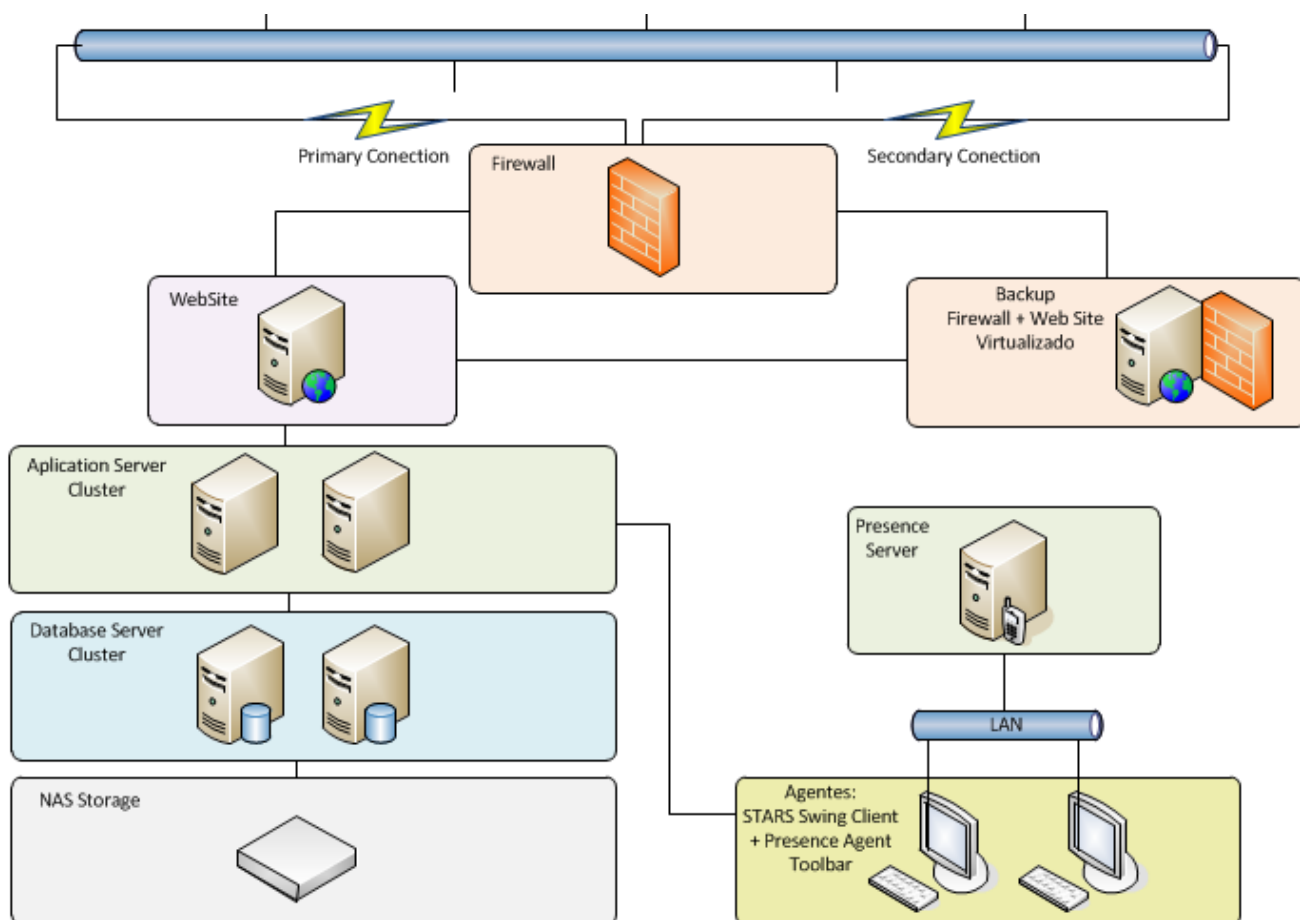 Primary Conection
Secondary Conection
Firewall
WebSite
Backup
Firewall + Web Site
Virtualizado
Aplication Server
Cluster
Presence
Server
Database Server
Cluster
LAN
NAS Storage
Agentes:
STARS Swing Client
+ Presence Agent
Toolbar